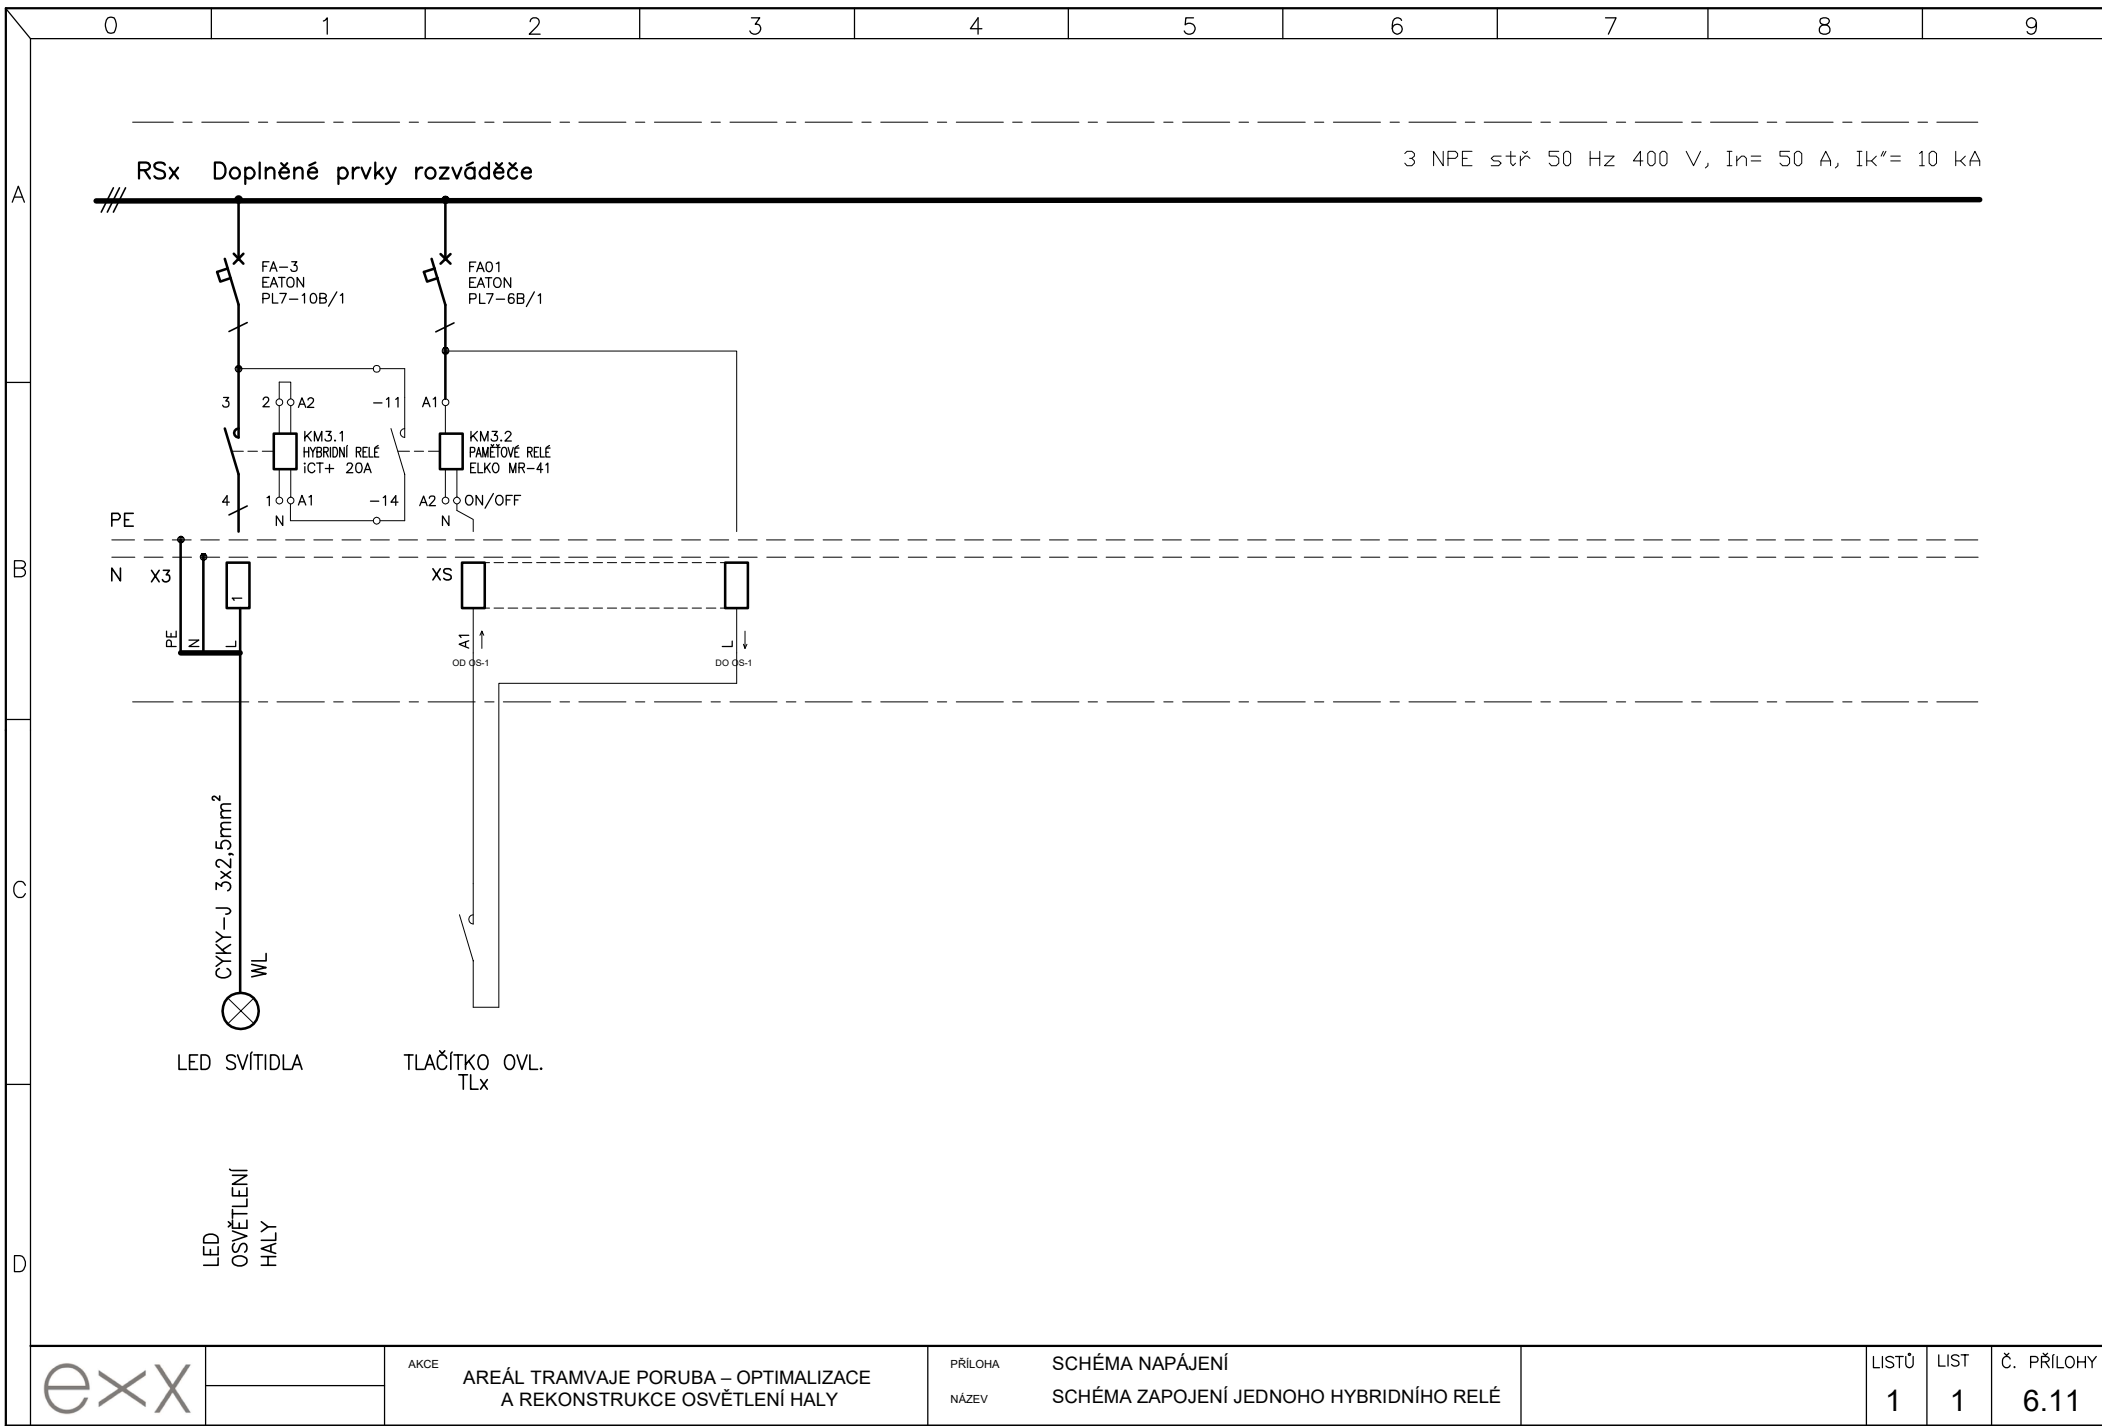 0 1 2 3 4 5 6 7 8 9
3 NPE stř 50 Hz 400 V, In= 50 A, Ik″= 10 kA
RSx Doplněné prvky rozváděče
A
FA-3
EATON
PL7-10B/1
FA01
EATON
PL7-6B/1
3
2
A2
-11
A1
KM3.1
HYBRIDNÍ RELÉ
iCT+ 20A
KM3.2
PAMĚŤOVÉ RELÉ
ELKO MR-41
4
1
A1
-14
A2
ON/OFF
N
N
PE
B
N
X3
1
XS
PE
N
L
A1
L
OD OS-1
DO OS-1
C
CYKY-J 3x2,5mm²
WL
LED SVÍTIDLA
TLAČÍTKO OVL.
TLx
LED
OSVĚTLENÍ
HALY
D
exx
AKCE
AREÁL TRAMVAJE PORUBA – OPTIMALIZACE
A REKONSTRUKCE OSVĚTLENÍ HALY
PŘÍLOHA
SCHÉMA NAPÁJENÍ
NÁZEV
SCHÉMA ZAPOJENÍ JEDNOHO HYBRIDNÍHO RELÉ
LISTŮ
1
LIST
1
Č. PŘÍLOHY
6.11